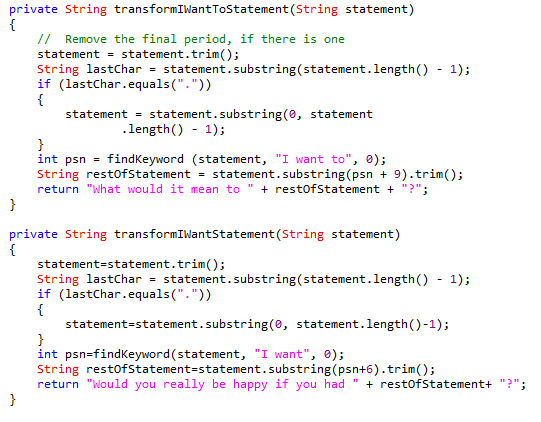 private String transformIWantToStatement(String statement)
{
    //  Remove the final period, if there is one
    statement = statement.trim();
    String lastChar = statement.substring(statement.length() - 1);
    if (lastChar.equals("."))
    {
        statement = statement.substring(0, statement
                .length() - 1);
    }
    int psn = findKeyword (statement, "I want to", 0);
    String restOfStatement = statement.substring(psn + 9).trim();
    return "What would it mean to " + restOfStatement + "?";
}

private String transformIWantStatement(String statement)
{
    statement=statement.trim();
    String lastChar = statement.substring(statement.length() - 1);
    if (lastChar.equals("."))
    {
        statement=statement.substring(0, statement.length()-1);
    }
    int psn=findKeyword(statement, "I want", 0);
    String restOfStatement=statement.substring(psn+6).trim();
    return "Would you really be happy if you had " + restOfStatement+ "?";
}